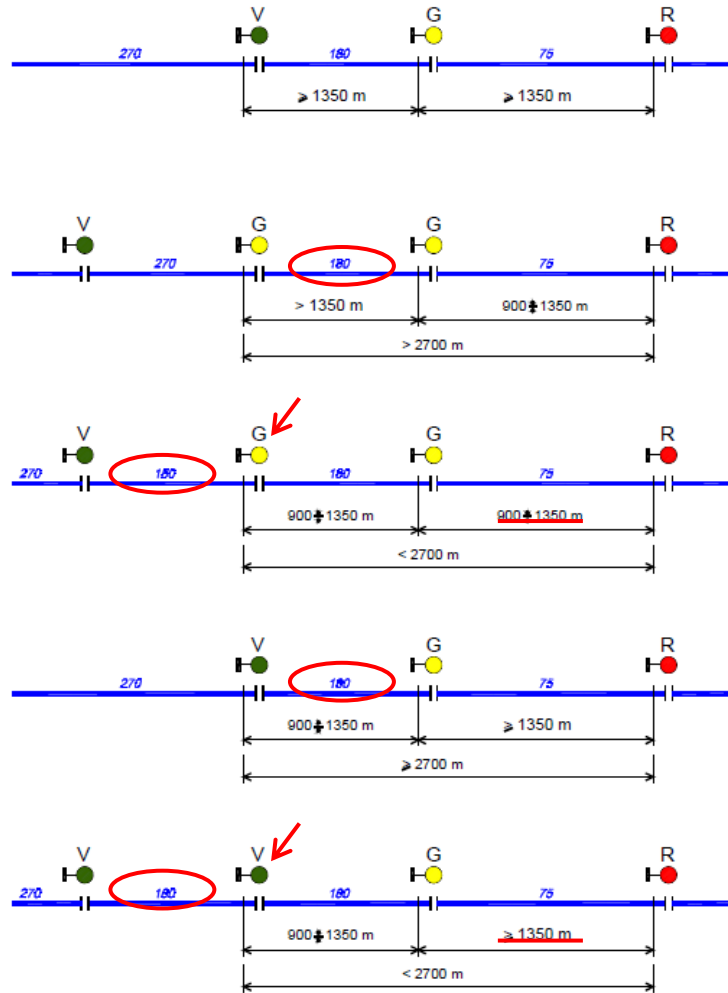 V G R
270 180 75
⩾ 1350 m ⩾ 1350 m
V G G R
270 180 75
> 1350 m 900÷1350 m
> 2700 m
V G G R
270 180 180 75
900÷1350 m 900÷1350 m
< 2700 m
V G R
270 180 75
900÷1350 m ⩾ 1350 m
⩾ 2700 m
V V G R
270 180 180 75
900÷1350 m ⩾ 1350 m
< 2700 m